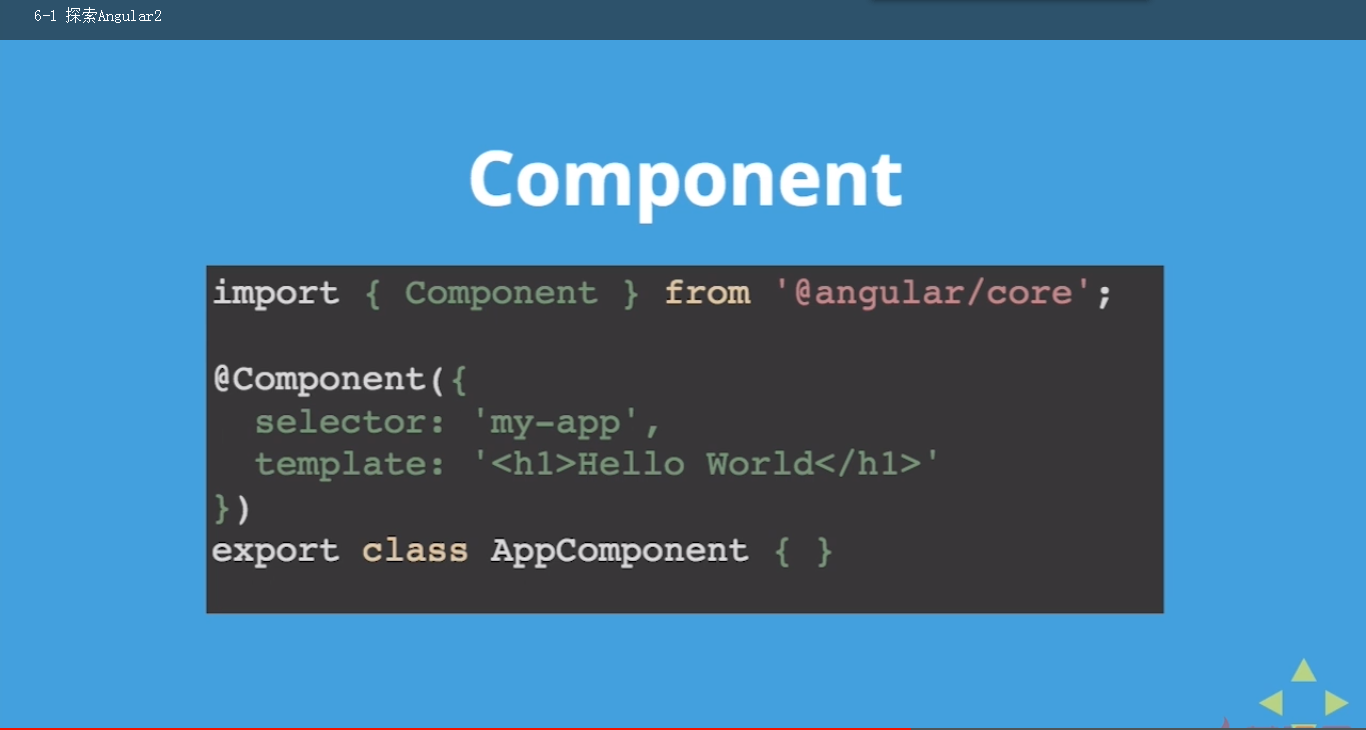 6-1 探索Angular2
Component
import { Component } from '@angular/core';
@Component({
  selector: 'my-app',
  template: '<h1>Hello World</h1>'
})
export class AppComponent { }